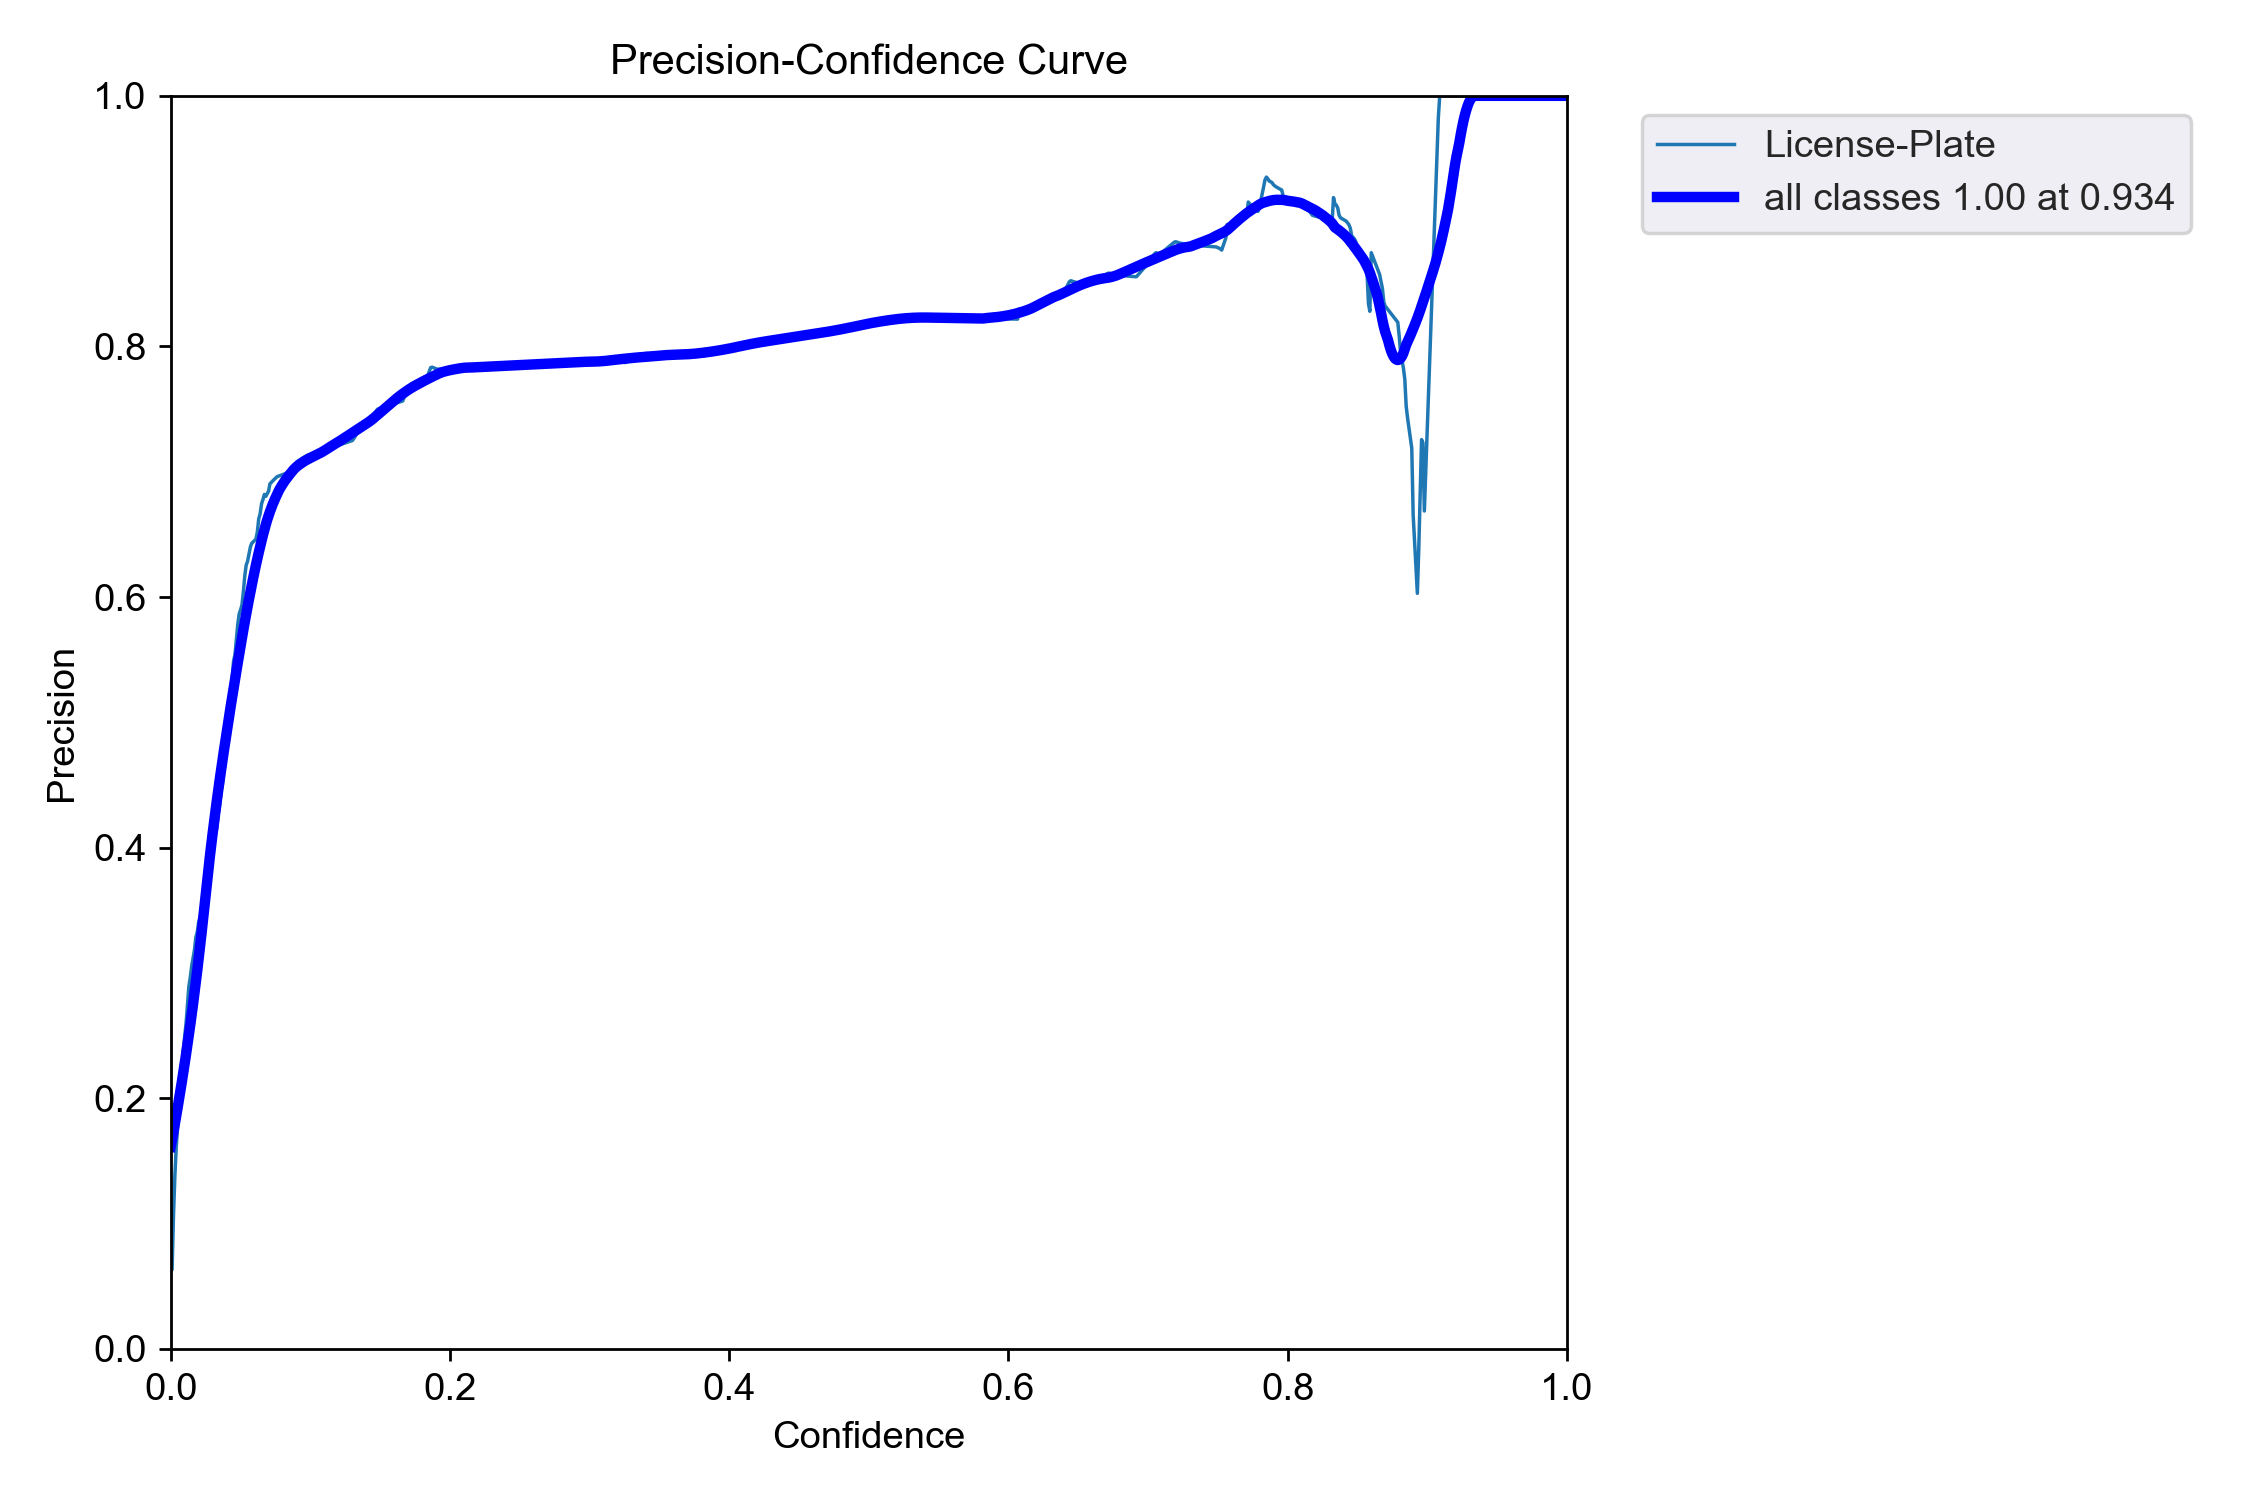 Precision-Confidence Curve
1.0
0.8
0.6
0.4
0.2
0.0
Precision
0.0 0.2 0.4 0.6 0.8 1.0
Confidence
License-Plate
all classes 1.00 at 0.934